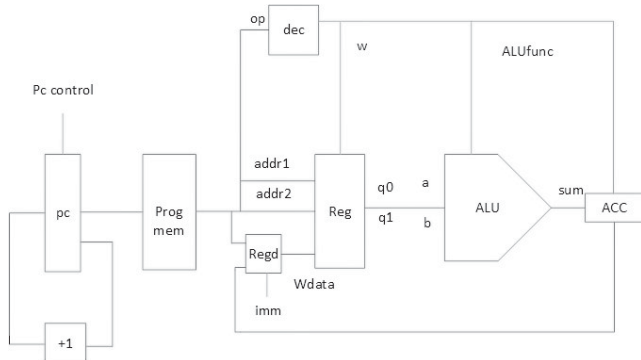 op
dec
w
ALUfunc
Pc control
addr1
addr2
pc
Prog
mem
Reg
q0
a
q1
b
ALU
sum
ACC
Regd
Wdata
imm
+1